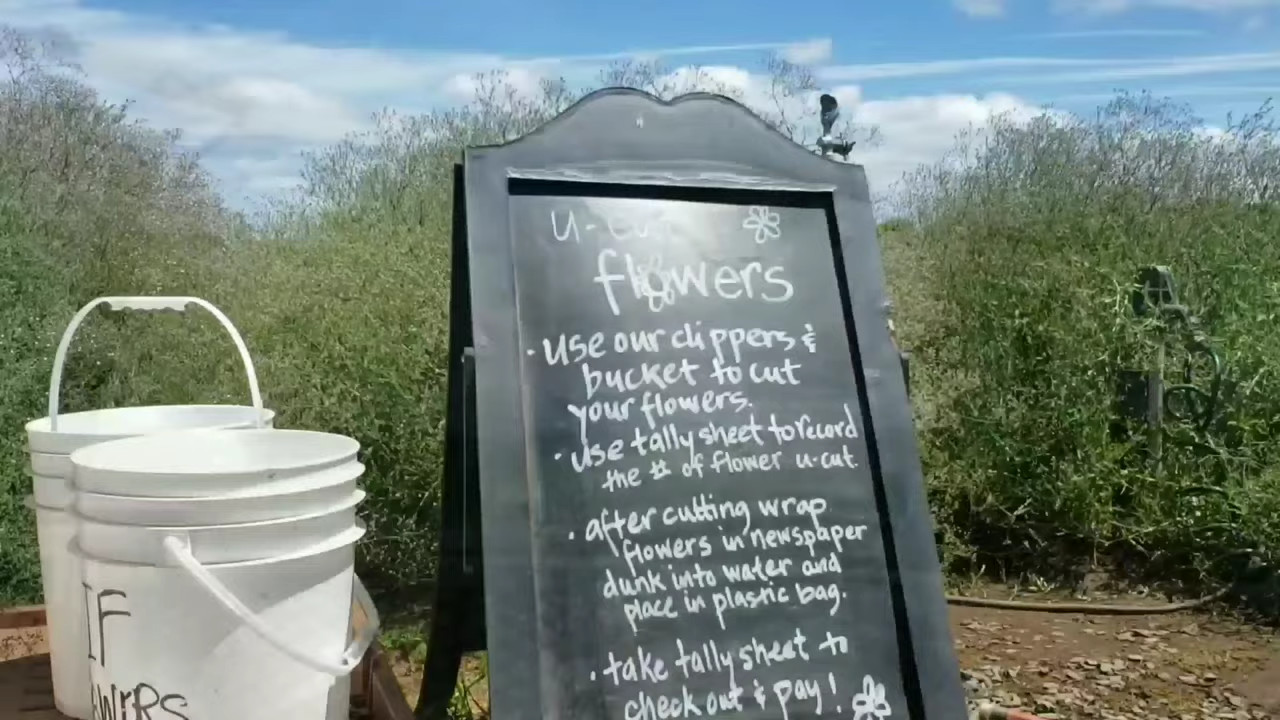 u-cut
flowers
• use our clippers &
bucket to cut
your flowers.
• use tally sheet to record
the # of flower u-cut.
• after cutting wrap
flowers in newspaper
dunk into water and
place in plastic bag.
• take tally sheet to
check out & pay!
IF